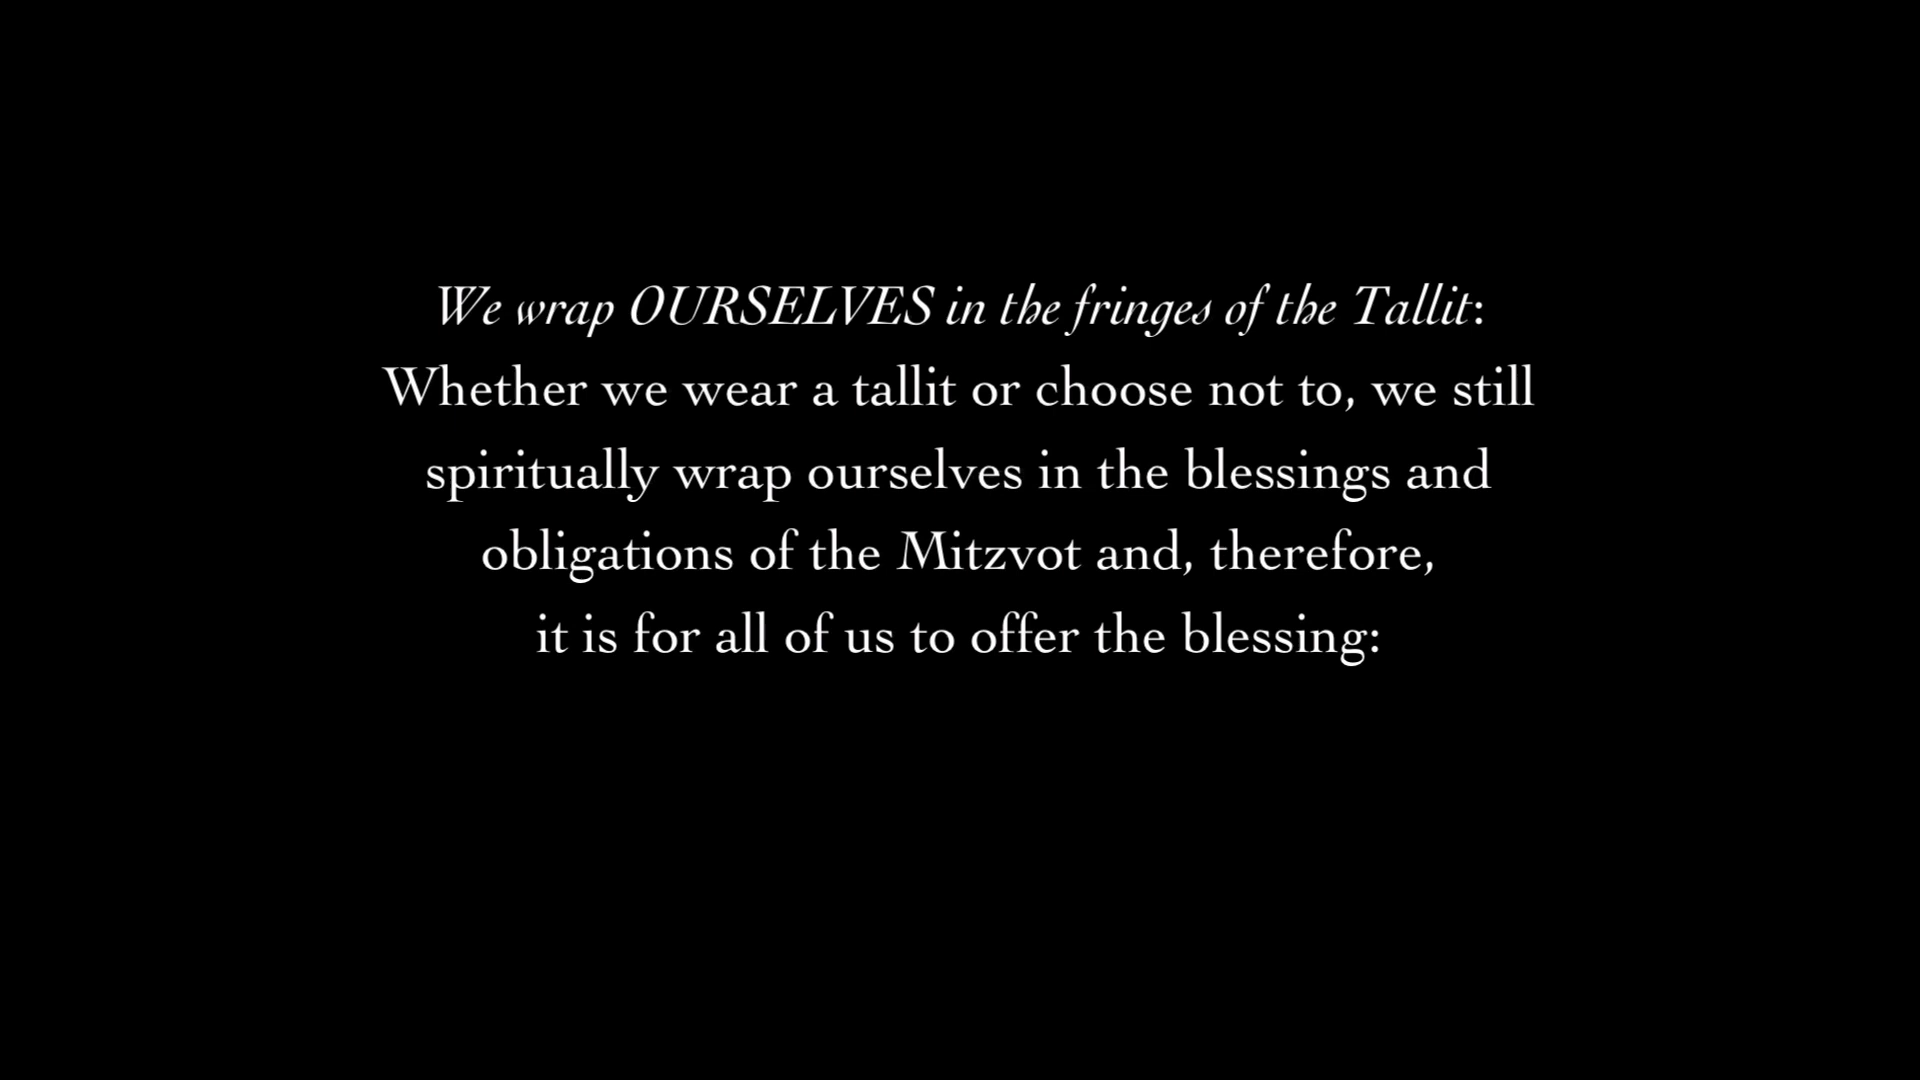 We wrap OURSELVES in the fringes of the Tallit:
Whether we wear a tallit or choose not to, we still
spiritually wrap ourselves in the blessings and
obligations of the Mitzvot and, therefore,
it is for all of us to offer the blessing: